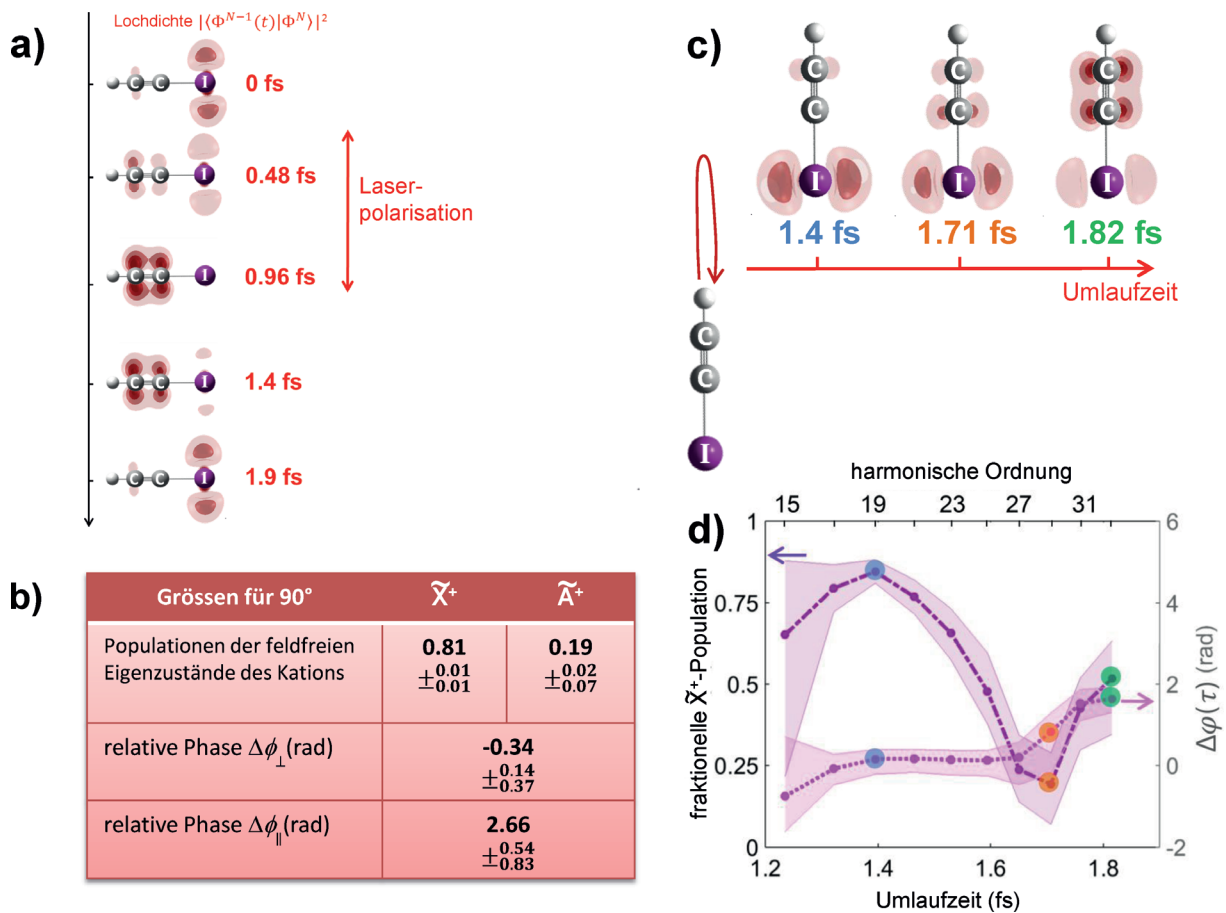 a)
Lochdichte |⟨Φᴺ⁻¹(t)|Φᴺ⟩|²
C C I 0 fs
C C I 0.48 fs
Laser-
polarisation
C C I 0.96 fs
C C I 1.4 fs
C C I 1.9 fs
b)
Grössen für 90° X̃⁺ Ã⁺
Populationen der feldfreien 0.81 0.19
Eigenzustände des Kations ±0.01 ±0.02
0.01 0.07
relative Phase Δϕ⊥(rad) -0.34
±0.14
0.37
relative Phase Δϕ∥(rad) 2.66
±0.54
0.83
c)
C C C
C C C
I I I
1.4 fs 1.71 fs 1.82 fs
Umlaufzeit
C
C
I
d)
harmonische Ordnung
15 19 23 27 31
fraktionelle X̃⁺-Population
1
0.75
0.5
0.25
0
6
4
2
0
-2
Δφ(τ) (rad)
1.2 1.4 1.6 1.8
Umlaufzeit (fs)